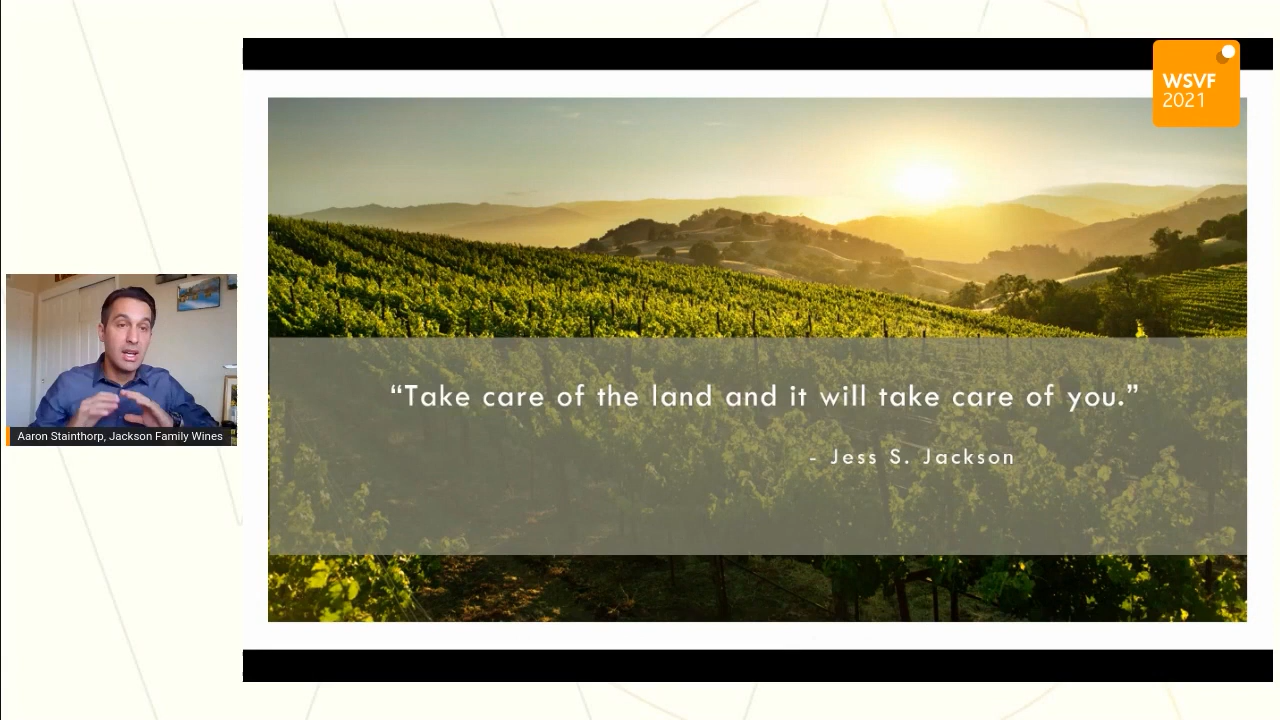 WSVF
2021
“Take care of the land and it will take care of you.”
- Jess S. Jackson
Aaron Stainthorp, Jackson Family Wines